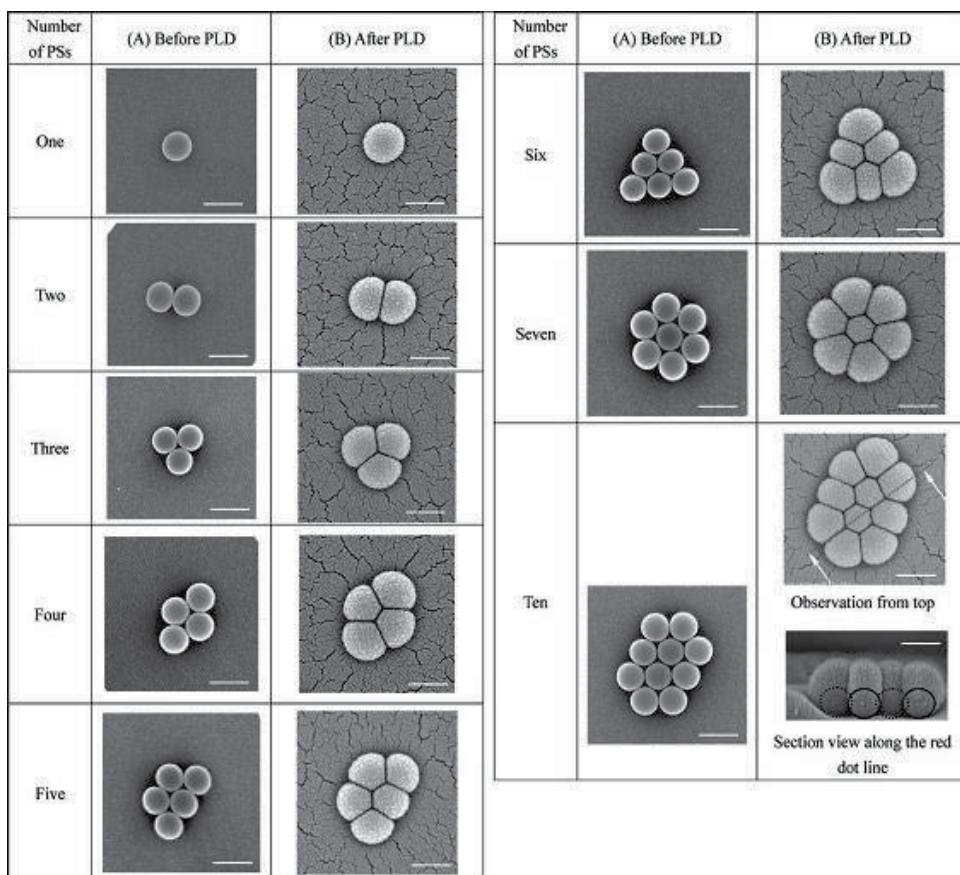 Number
of PSs
(A) Before PLD
(B) After PLD
One
Two
Three
Four
Five
Number
of PSs
(A) Before PLD
(B) After PLD
Six
Seven
Ten
Observation from top
Section view along the red
dot line